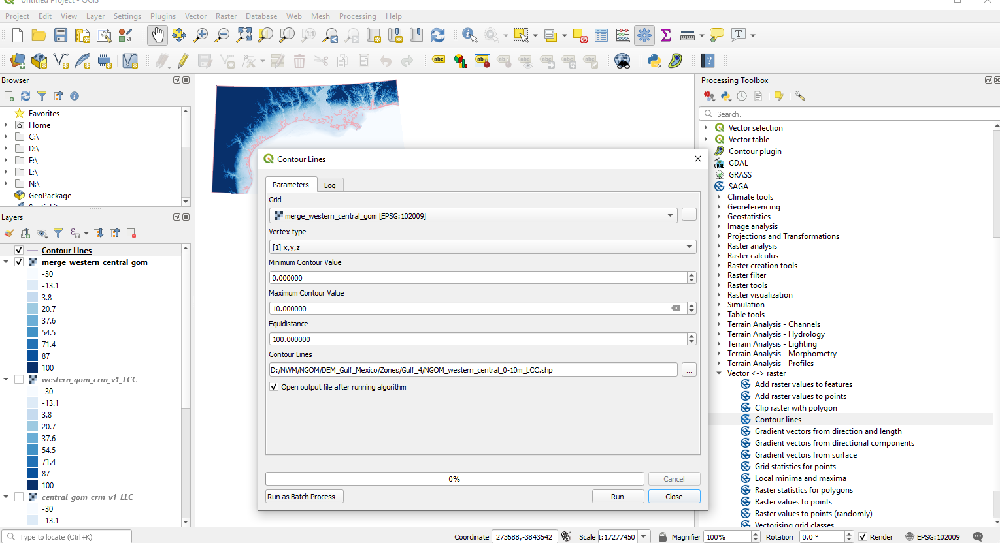 Untitled Project - QGIS
Project Edit View Layer Settings Plugins Vector Raster Database Web Mesh Processing Help
Browser
Favorites
Home
C:\
D:\
F:\
L:\
N:\
GeoPackage
Layers
Contour Lines
merge_western_central_gom
-30
-13.1
3.8
20.7
37.6
54.5
71.4
87
100
western_gom_crm_v1_LCC
-30
-13.1
3.8
20.7
37.6
54.5
71.4
87
100
central_gom_crm_v1_LLC
-30
-13.1
Contour Lines
Parameters Log
Grid
merge_western_central_gom [EPSG:102009]
...
Vertex type
[1] x,y,z
Minimum Contour Value
0.000000
Maximum Contour Value
10.000000
Equidistance
100.000000
Contour Lines
D:/NWM/NGOM/DEM_Gulf_Mexico/Zones/Gulf_4/NGOM_western_central_0-10m_LCC.shp
...
Open output file after running algorithm
0%
Cancel
Run as Batch Process...
Run
Close
Processing Toolbox
Search...
Vector selection
Vector table
Contour plugin
GDAL
GRASS
SAGA
Climate tools
Georeferencing
Geostatistics
Image analysis
Projections and Transformations
Raster analysis
Raster calculus
Raster creation tools
Raster filter
Raster tools
Raster visualization
Simulation
Table tools
Terrain Analysis - Channels
Terrain Analysis - Hydrology
Terrain Analysis - Lighting
Terrain Analysis - Morphometry
Terrain Analysis - Profiles
Vector <-> raster
Add raster values to features
Add raster values to points
Clip raster with polygon
Contour lines
Gradient vectors from direction and length
Gradient vectors from directional components
Gradient vectors from surface
Grid statistics for points
Local minima and maxima
Raster statistics for polygons
Raster values to points
Raster values to points (randomly)
Vectorising grid classes
Type to locate (Ctrl+K)
Coordinate 273688,-3843542 Scale 1:17277450 Magnifier 100% Rotation 0.0 ° Render EPSG:102009